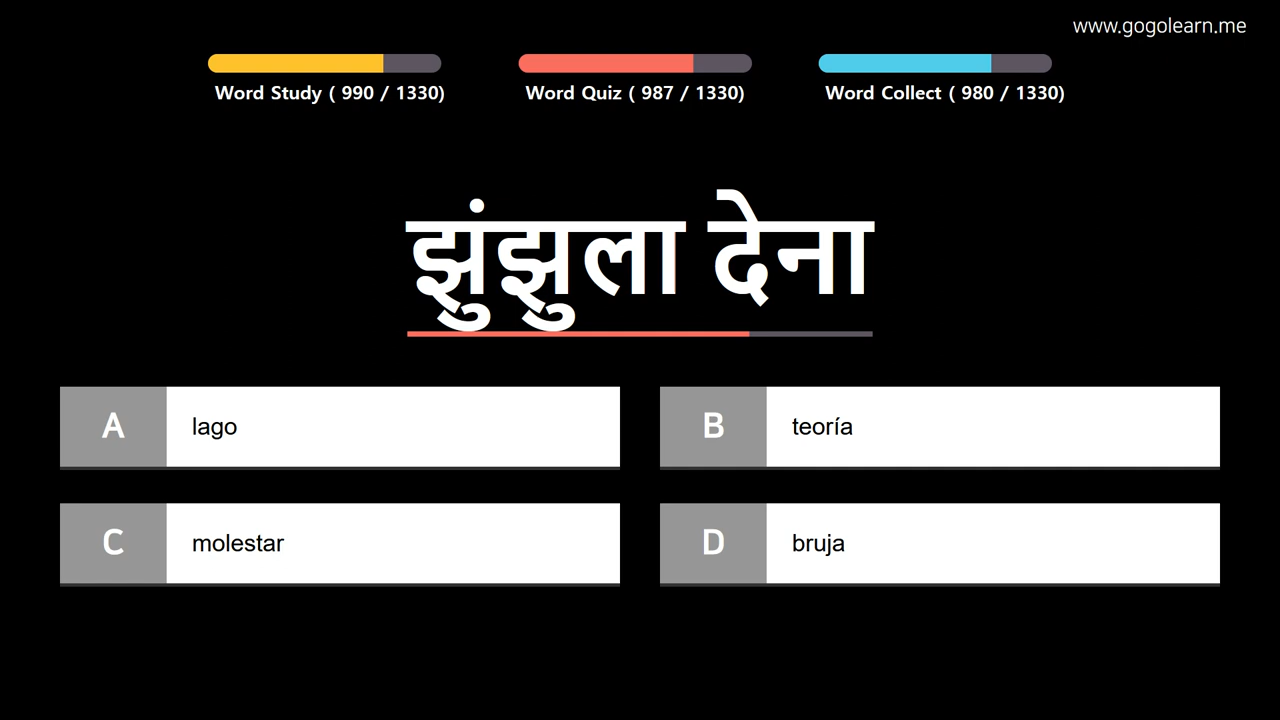 www.gogolearn.me
Word Study ( 990 / 1330)
Word Quiz ( 987 / 1330)
Word Collect ( 980 / 1330)
झुंझुला देना
A
lago
B
teoría
C
molestar
D
bruja